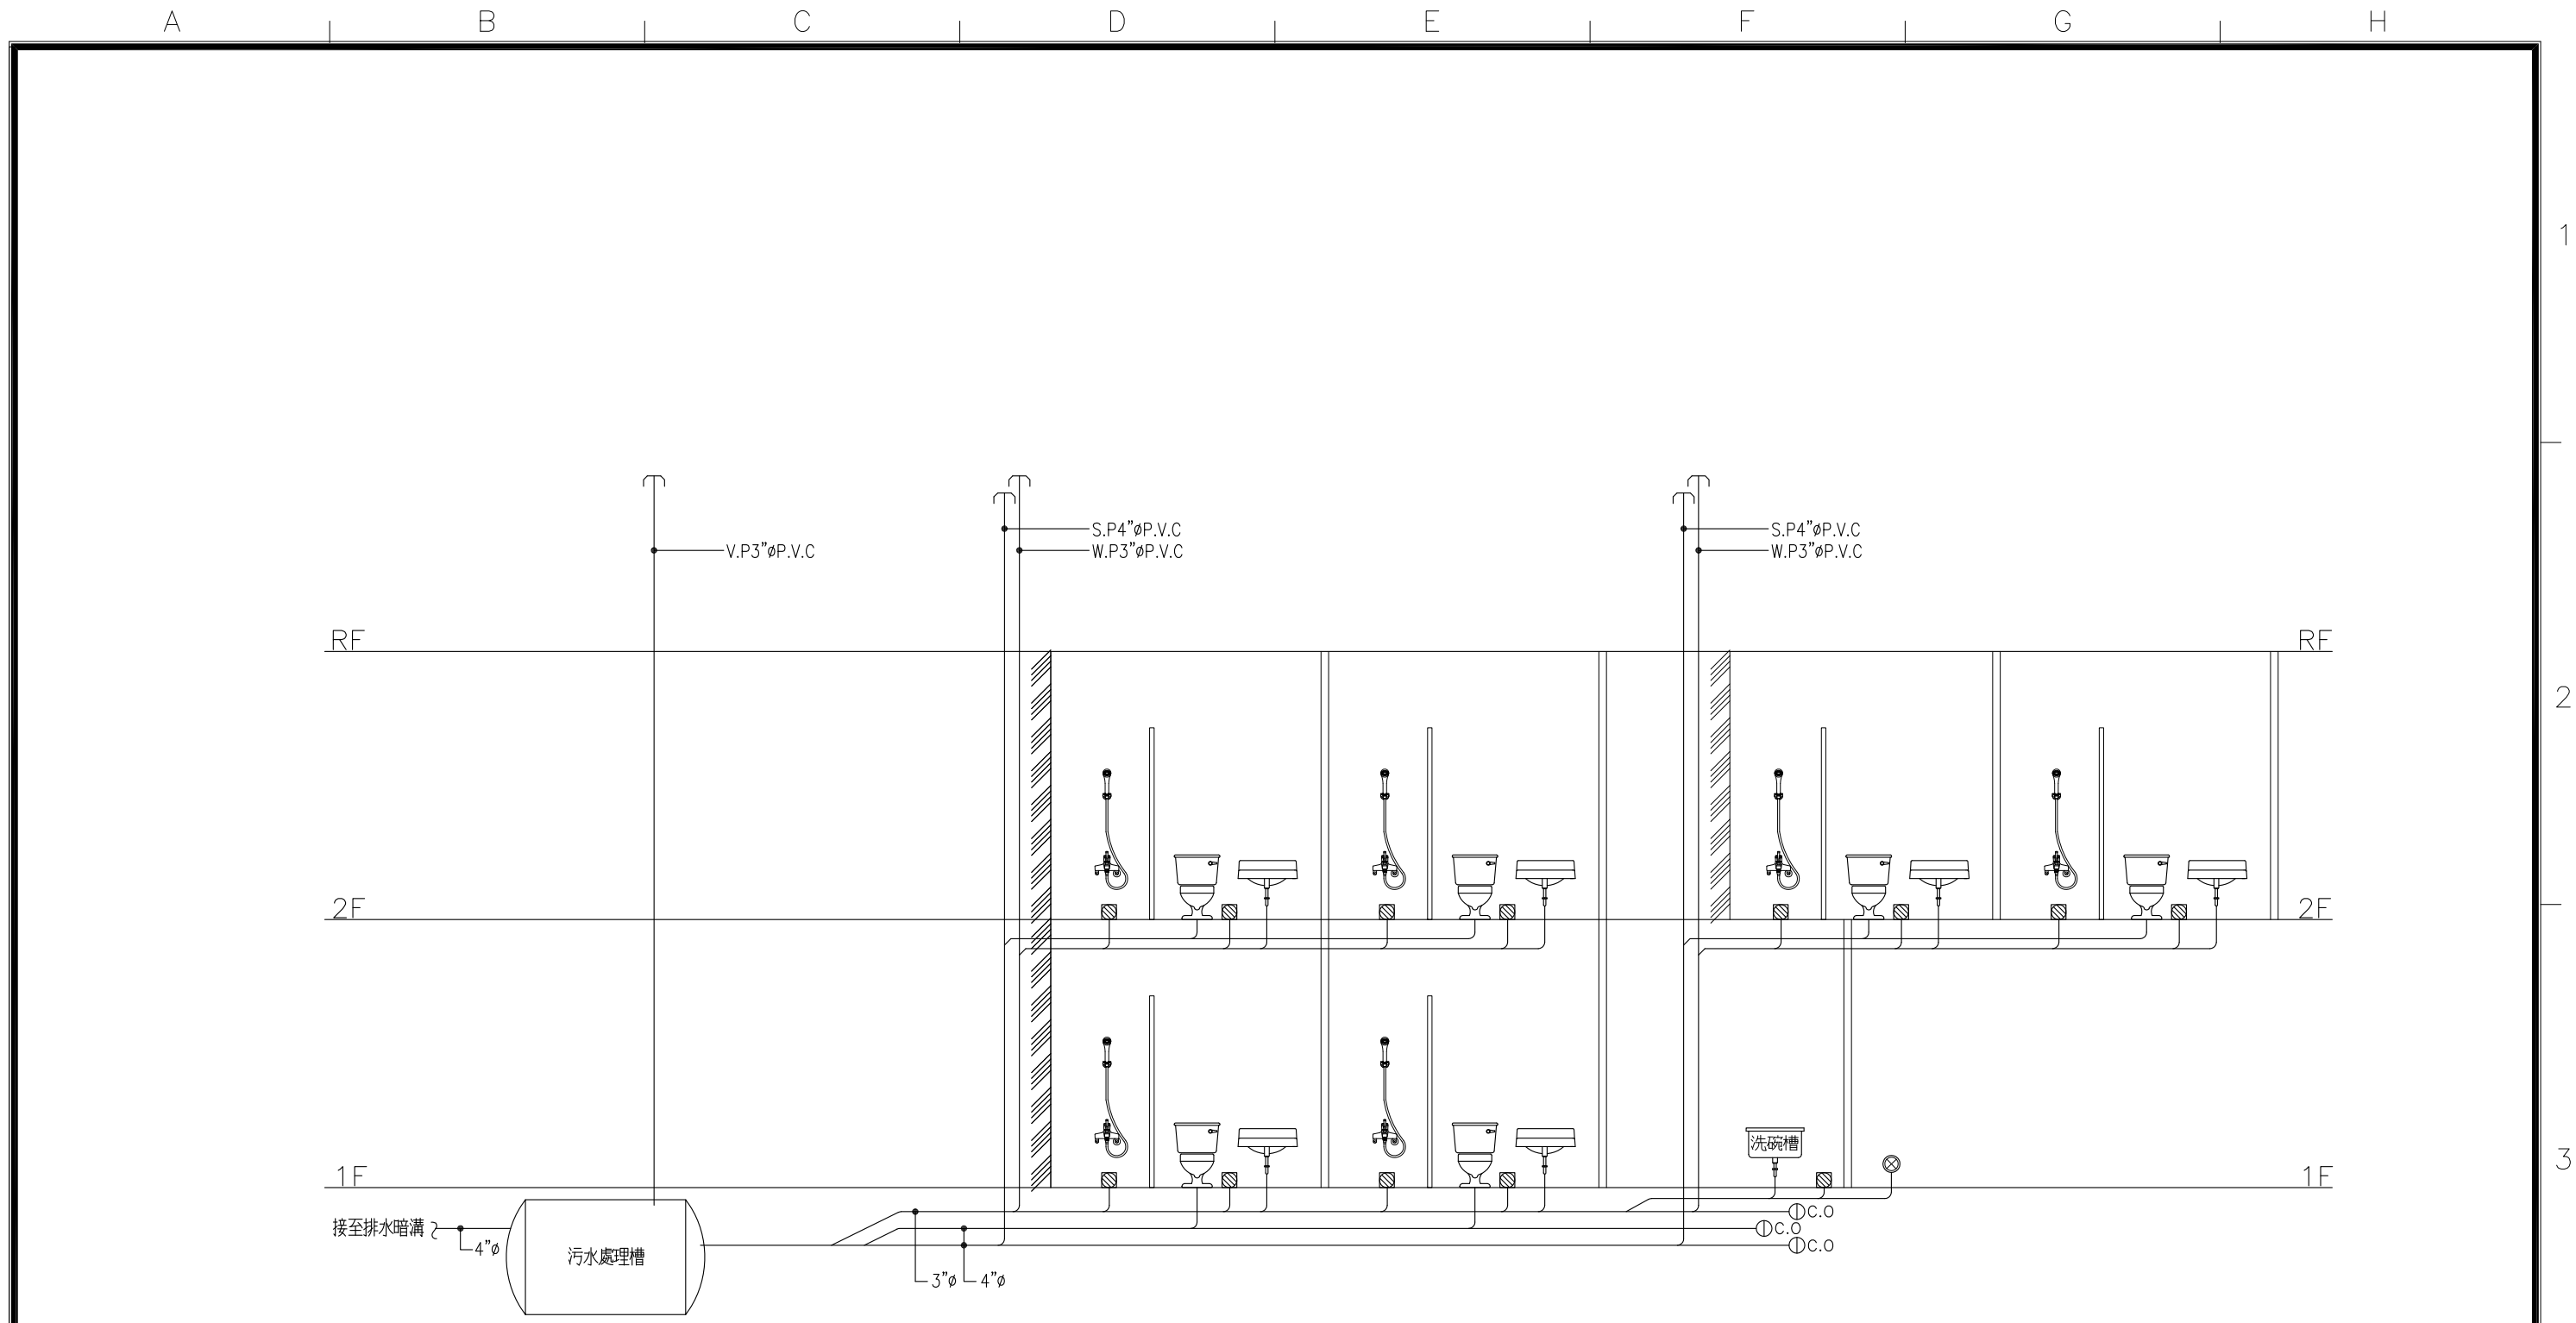 A B C D E F G H
1
S.P4"øP.V.C S.P4"øP.V.C
V.P3"øP.V.C W.P3"øP.V.C W.P3"øP.V.C
RF RF
2
2F 2F
洗碗槽
3
1F 1F
C.O
接至排水暗溝 C.O
4"ø C.O
污水處理槽
3"ø 4"ø